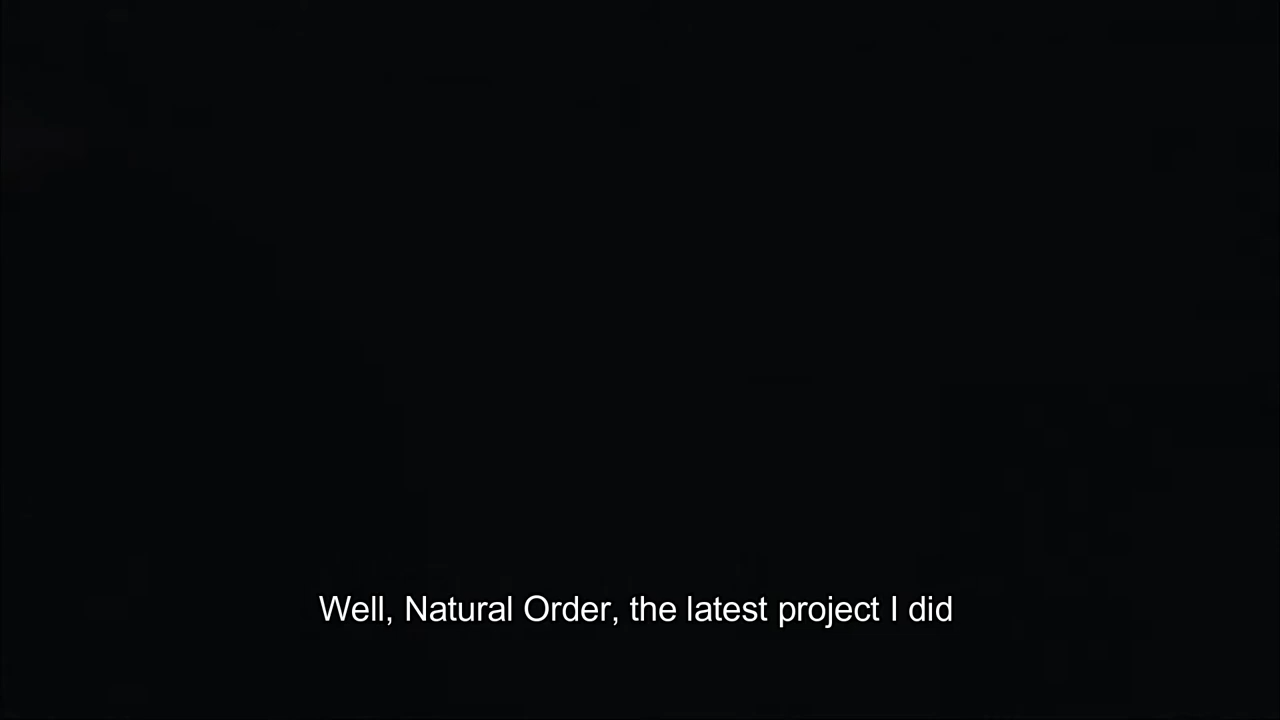 Well, Natural Order, the latest project I did